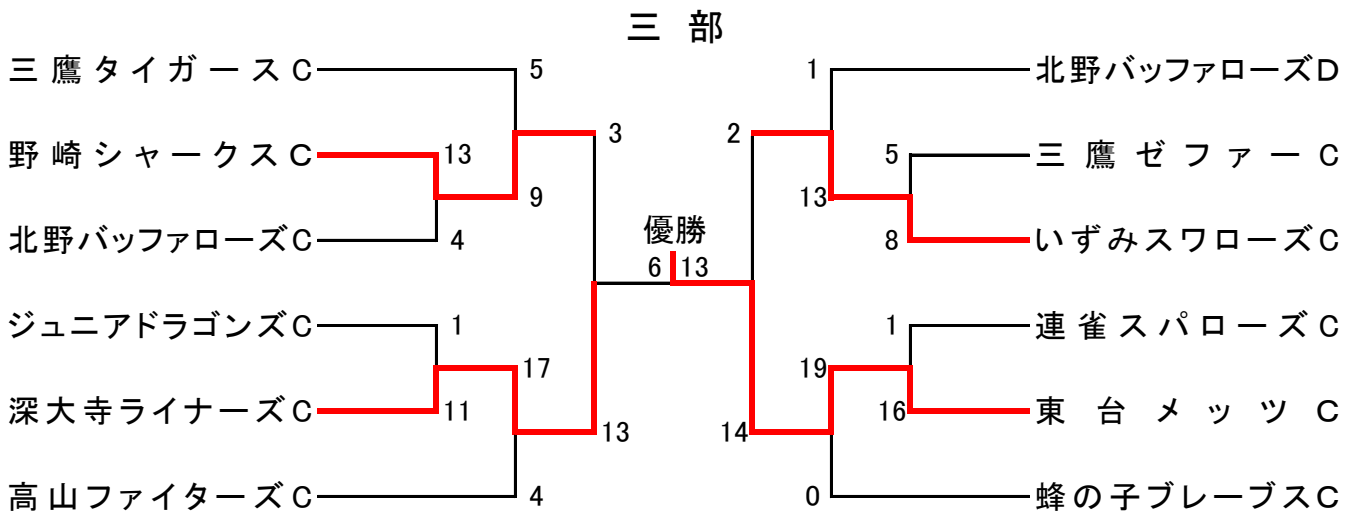 三 部
三鷹タイガースC 5 1 北野バッファローズD
3 2
野崎シャークスC 13 5 三鷹ゼファーC
9 13
北野バッファローズC 4 優勝 8 いずみスワローズC
6 13
ジュニアドラゴンズC 1 1 連雀スパローズC
17 19
深大寺ライナーズC 11 16 東台メッツC
13 14
高山ファイターズC 4 0 蜂の子ブレーブスC